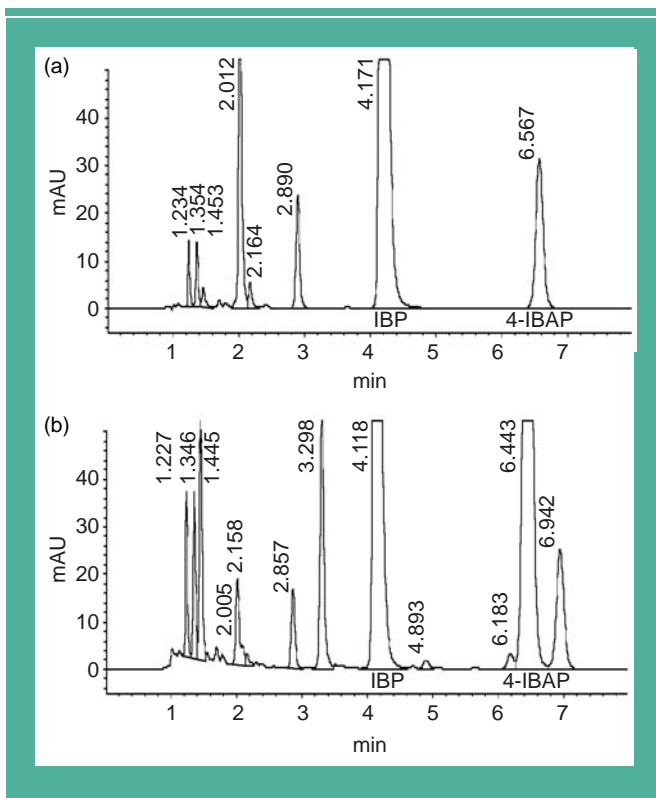 (a)
mAU
40
30
20
10
0
1.234
1.354
1.453
2.012
2.164
2.890
4.171
6.567
IBP
4-IBAP
1 2 3 4 5 6 7
min
(b)
mAU
40
30
20
10
0
1.227
1.346
1.445
2.005
2.158
2.857
3.298
4.118
4.893
6.183
6.443
6.942
IBP
4-IBAP
1 2 3 4 5 6 7
min